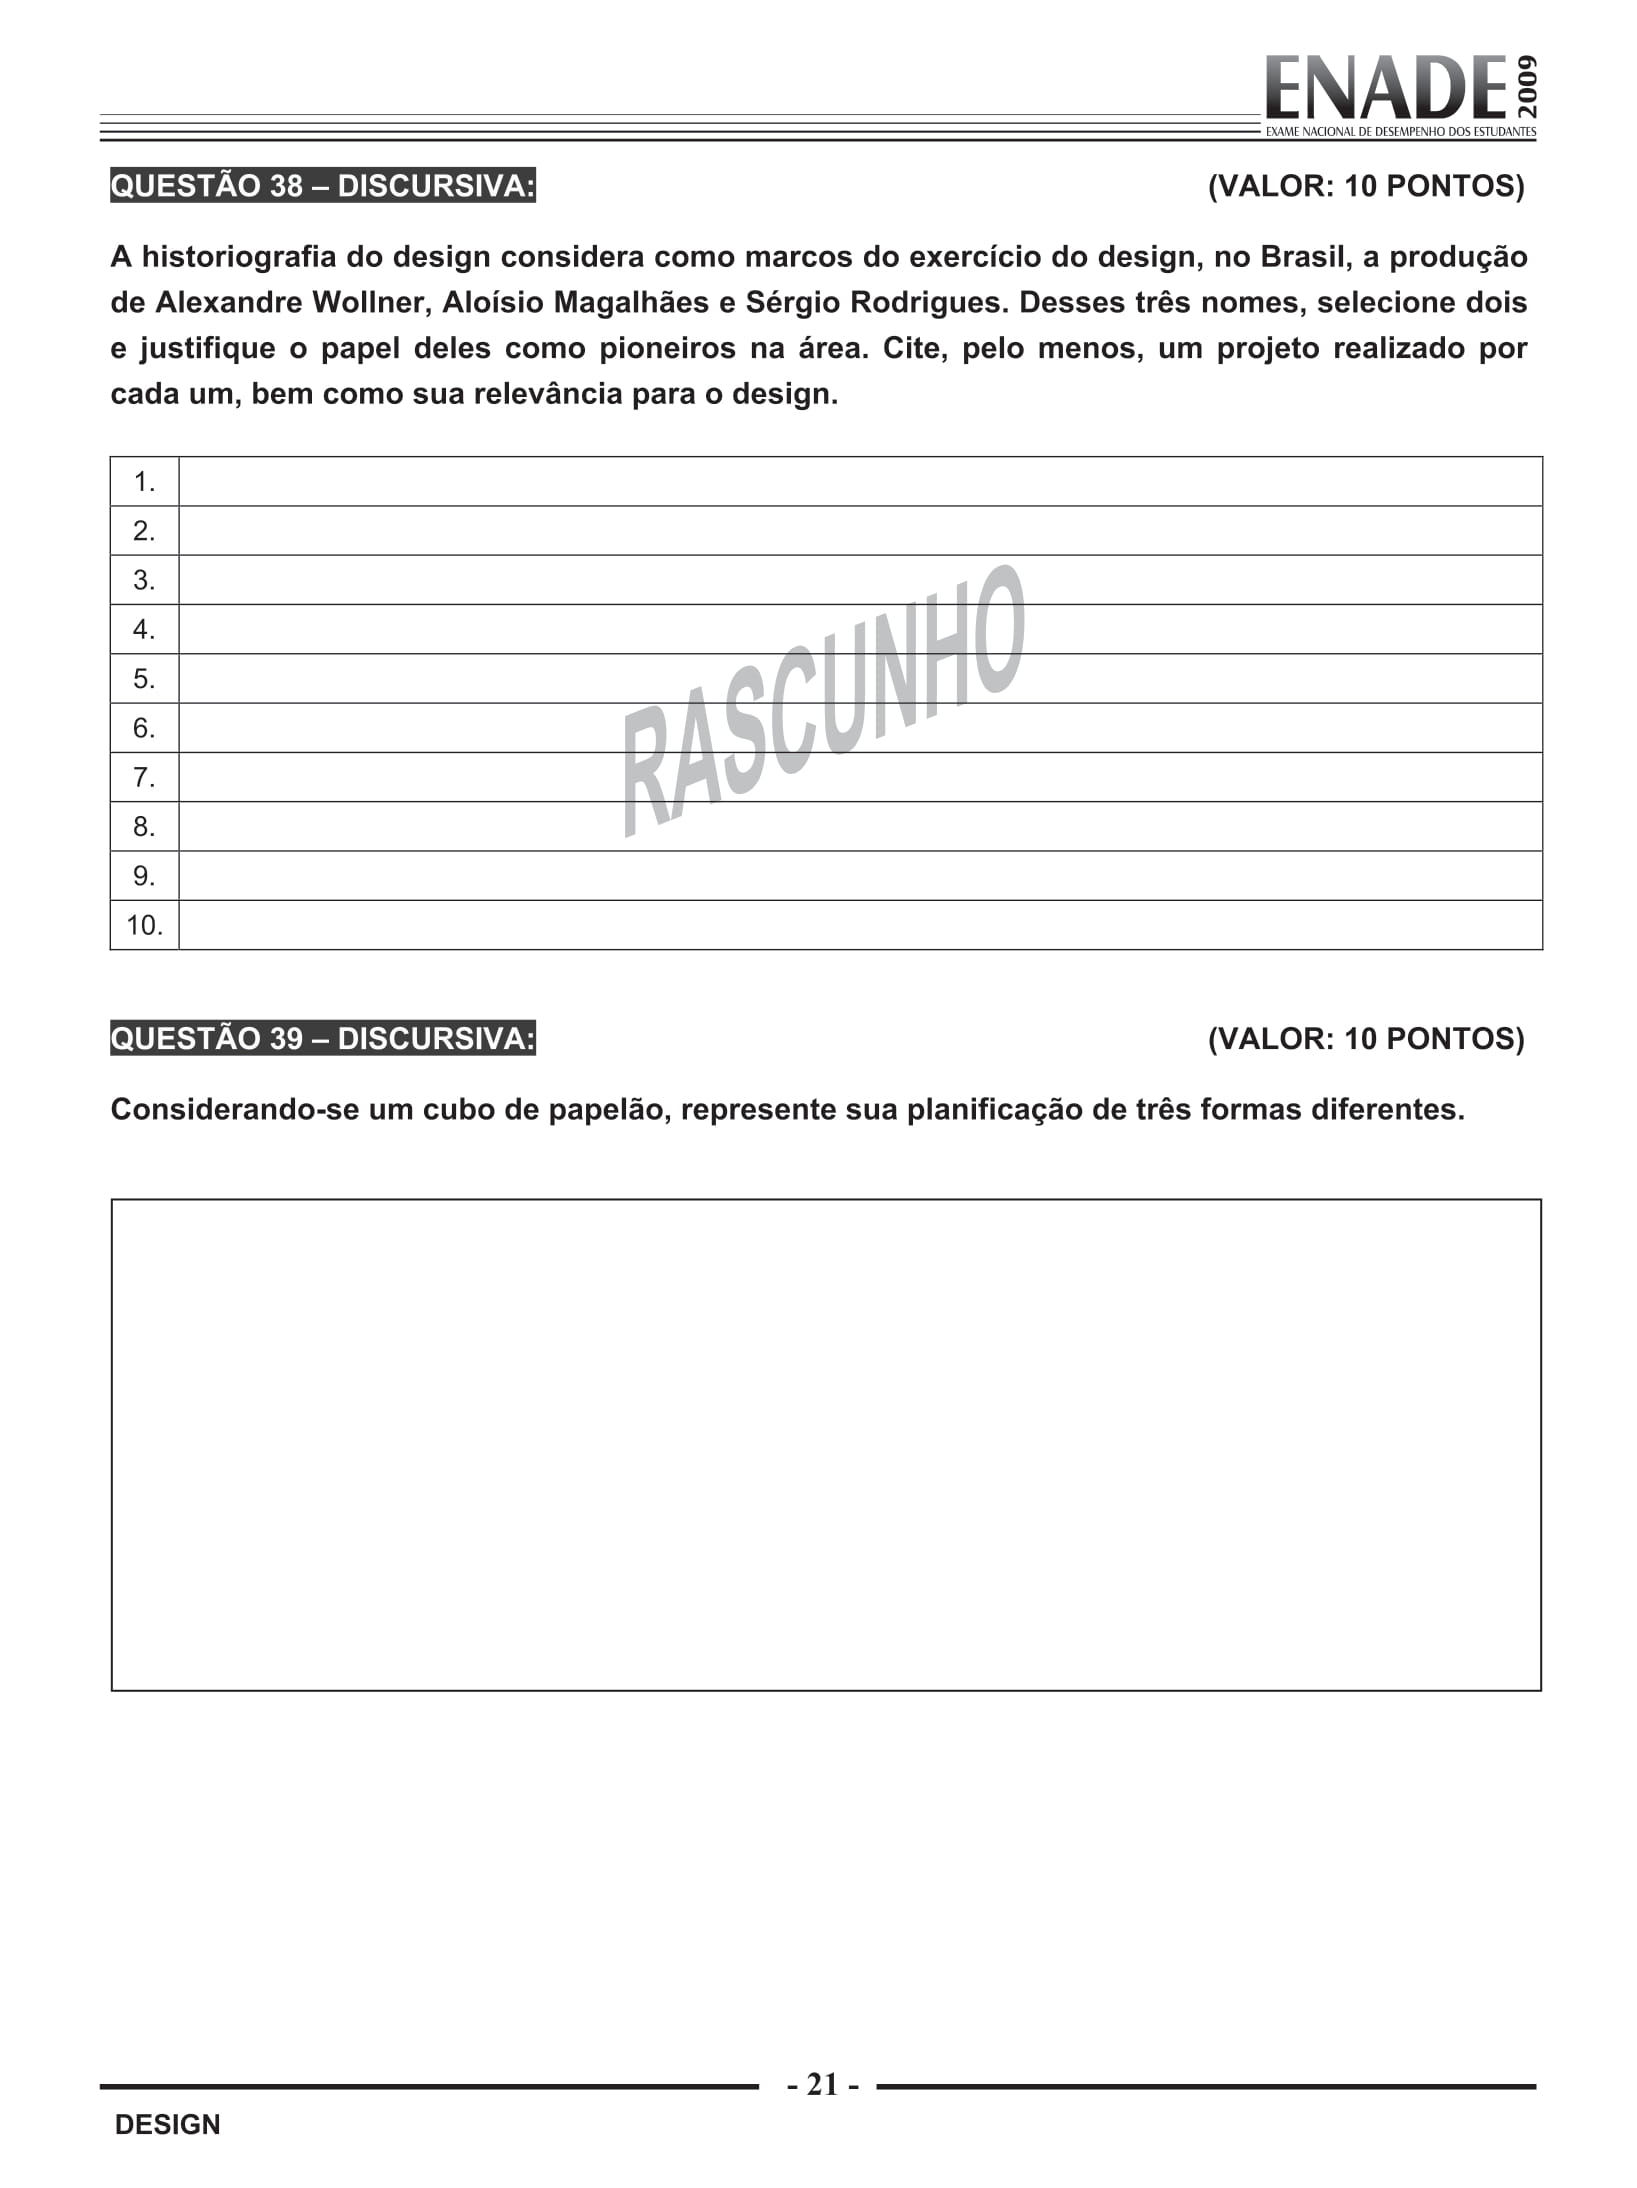 ENADE 2009
EXAME NACIONAL DE DESEMPENHO DOS ESTUDANTES
QUESTÃO 38 – DISCURSIVA: (VALOR: 10 PONTOS)
A historiografia do design considera como marcos do exercício do design, no Brasil, a produção
de Alexandre Wollner, Aloísio Magalhães e Sérgio Rodrigues. Desses três nomes, selecione dois
e justifique o papel deles como pioneiros na área. Cite, pelo menos, um projeto realizado por
cada um, bem como sua relevância para o design.
1.
2.
3.
4.
5.
6.
7.
8.
9.
10.
RASCUNHO
QUESTÃO 39 – DISCURSIVA: (VALOR: 10 PONTOS)
Considerando-se um cubo de papelão, represente sua planificação de três formas diferentes.
- 21 -
DESIGN